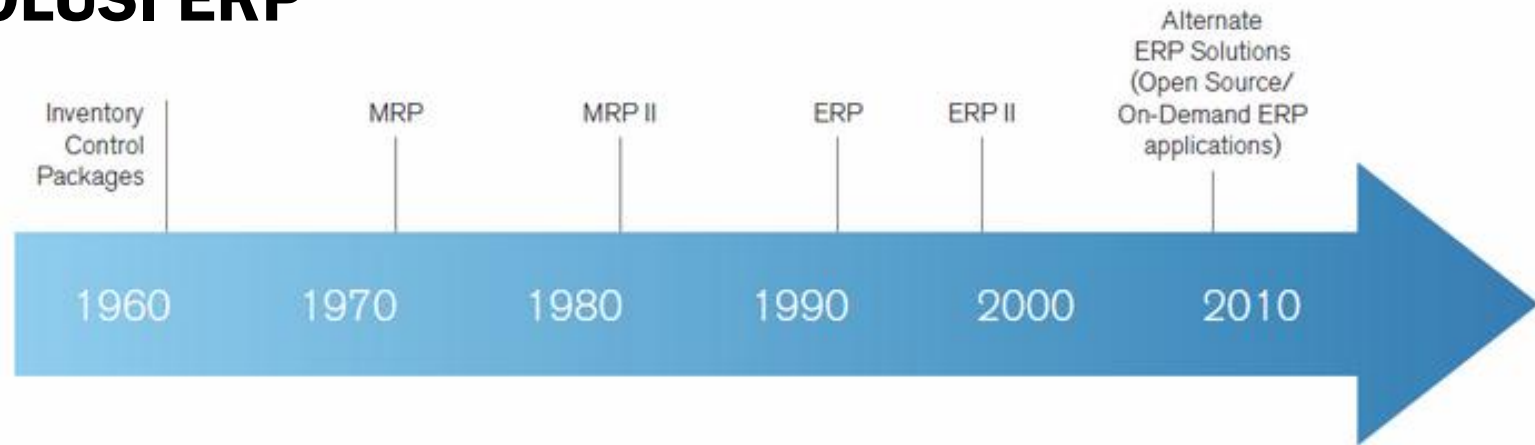 OLUSI ERP
Inventory
Control
Packages
MRP
MRP II
ERP
ERP II
Alternate
ERP Solutions
(Open Source/
On-Demand ERP
applications)
1960 1970 1980 1990 2000 2010